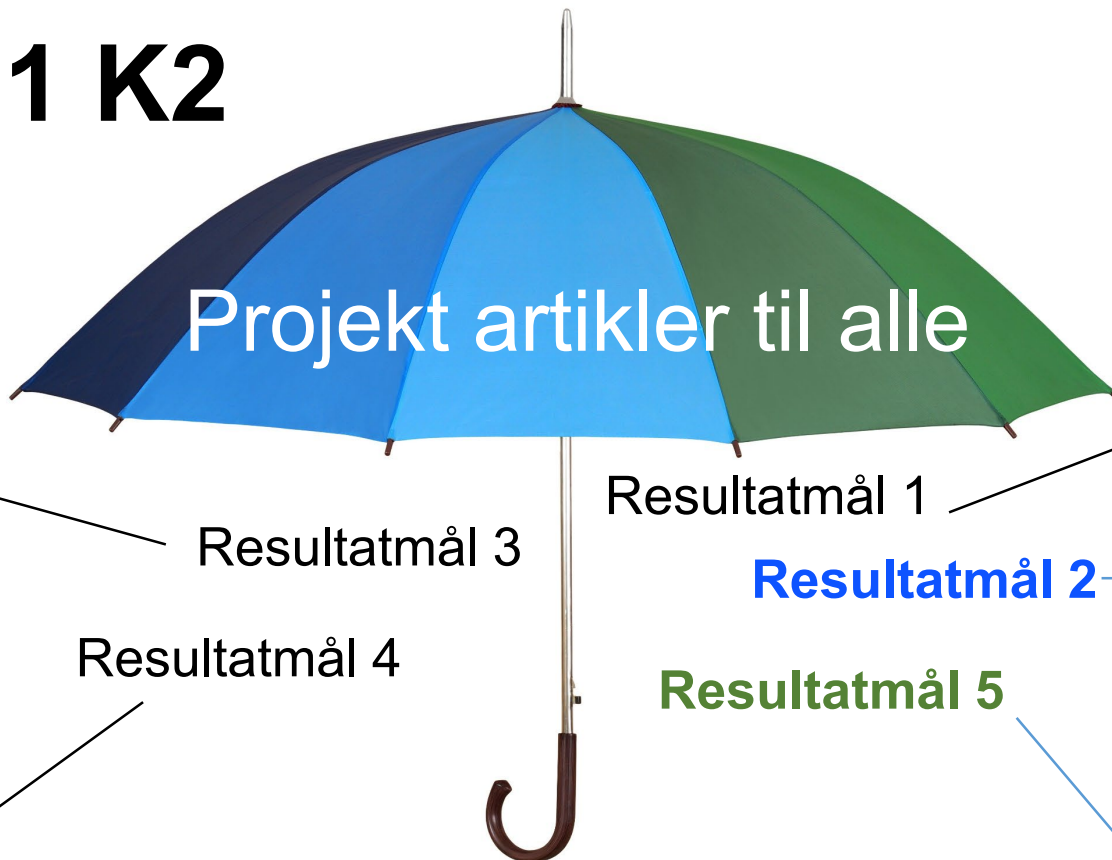 1 K2
Projekt artikler til alle
Resultatmål 1
Resultatmål 3
Resultatmål 2
Resultatmål 4
Resultatmål 5